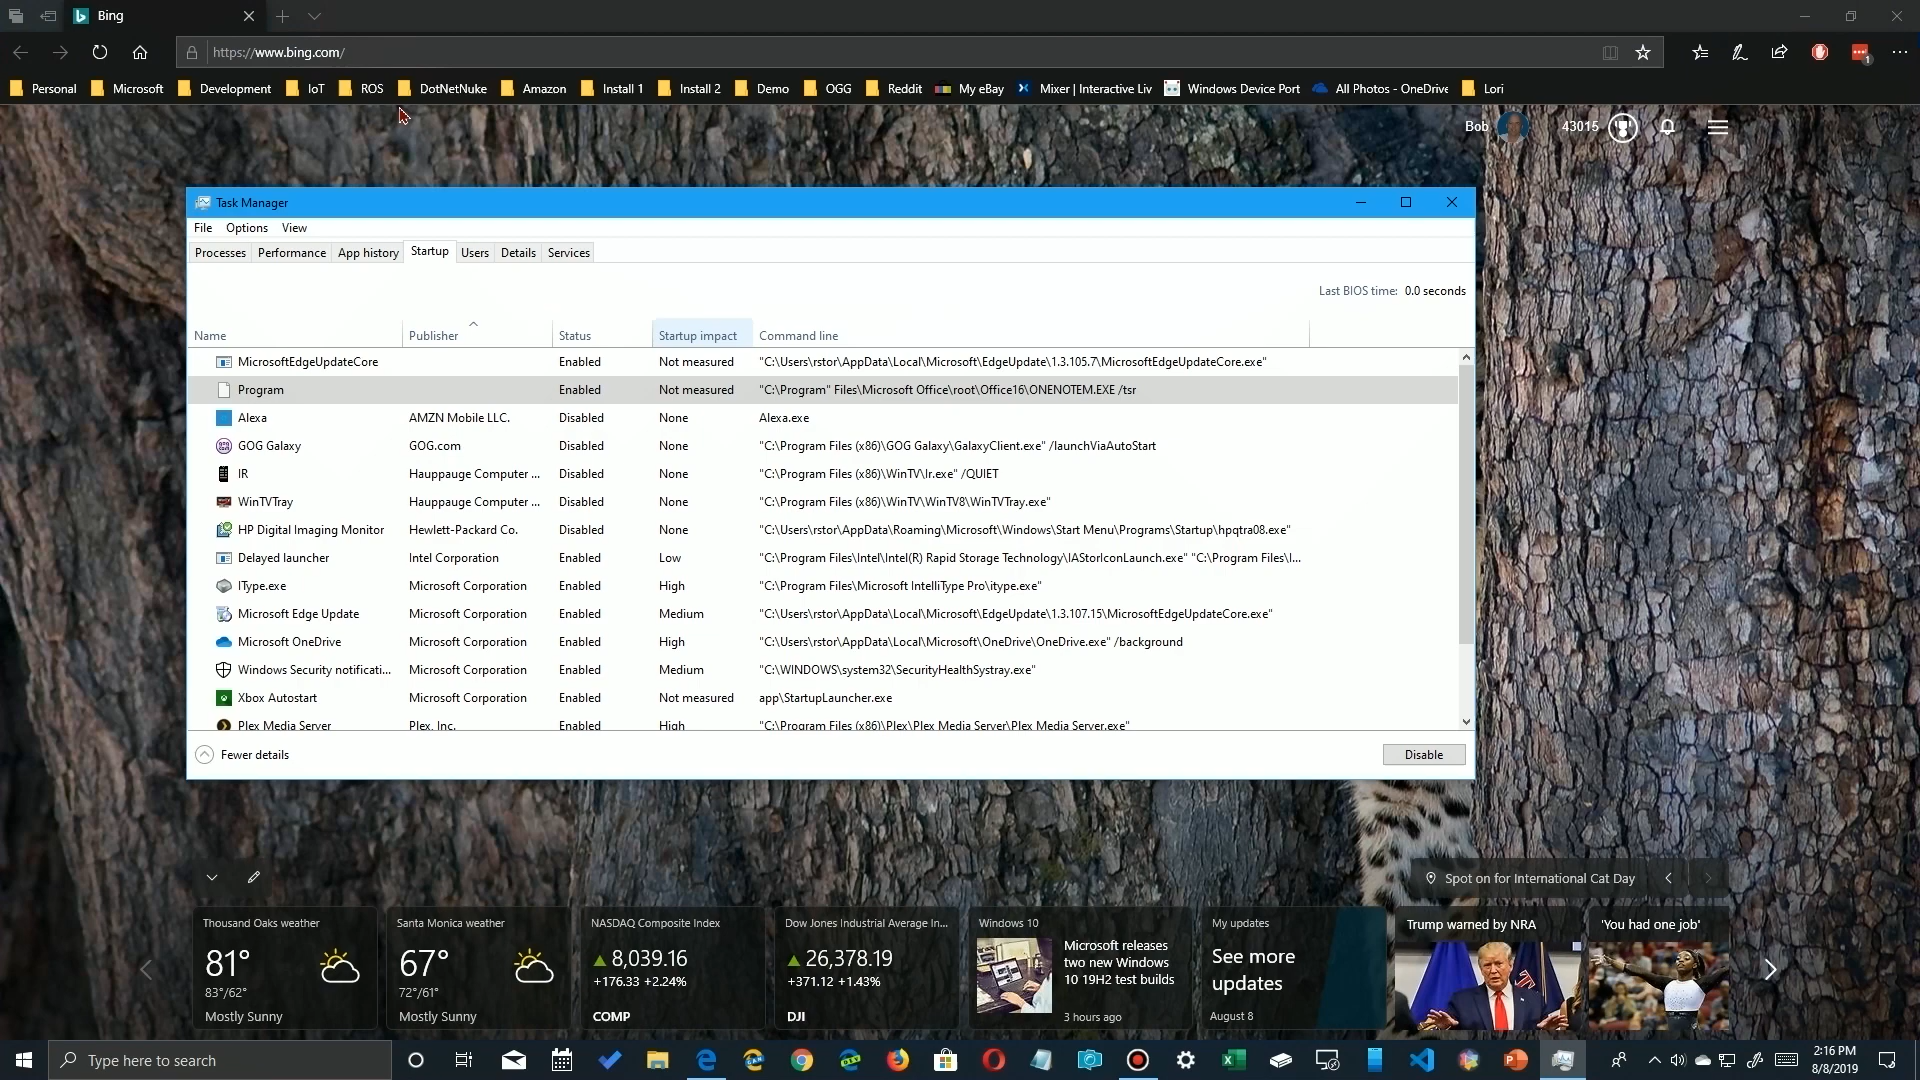 Bing
https://www.bing.com/
1
Personal Microsoft Development IoT ROS DotNetNuke Amazon Install 1 Install 2 Demo OGG Reddit My eBay Mixer | Interactive Liv Windows Device Port All Photos - OneDrive Lori
Bob 43015
Task Manager
File Options View
Processes Performance App history Startup Users Details Services
Last BIOS time: 0.0 seconds
Name Publisher Status Startup impact Command line
MicrosoftEdgeUpdateCore Enabled Not measured "C:\Users\rstor\AppData\Local\Microsoft\EdgeUpdate\1.3.105.7\MicrosoftEdgeUpdateCore.exe"
Program Enabled Not measured "C:\Program" Files\Microsoft Office\root\Office16\ONENOTEM.EXE /tsr
Alexa AMZN Mobile LLC. Disabled None Alexa.exe
GOG Galaxy GOG.com Disabled None "C:\Program Files (x86)\GOG Galaxy\GalaxyClient.exe" /launchViaAutoStart
IR Hauppauge Computer ... Disabled None "C:\Program Files (x86)\WinTV\Ir.exe" /QUIET
WinTVTray Hauppauge Computer ... Disabled None "C:\Program Files (x86)\WinTV\WinTV8\WinTVTray.exe"
HP Digital Imaging Monitor Hewlett-Packard Co. Disabled None "C:\Users\rstor\AppData\Roaming\Microsoft\Windows\Start Menu\Programs\Startup\hpqtra08.exe"
Delayed launcher Intel Corporation Enabled Low "C:\Program Files\Intel\Intel(R) Rapid Storage Technology\IAStorIconLaunch.exe" "C:\Program Files\I...
IType.exe Microsoft Corporation Enabled High "C:\Program Files\Microsoft IntelliType Pro\itype.exe"
Microsoft Edge Update Microsoft Corporation Enabled Medium "C:\Users\rstor\AppData\Local\Microsoft\EdgeUpdate\1.3.107.15\MicrosoftEdgeUpdateCore.exe"
Microsoft OneDrive Microsoft Corporation Enabled High "C:\Users\rstor\AppData\Local\Microsoft\OneDrive\OneDrive.exe" /background
Windows Security notificati... Microsoft Corporation Enabled Medium "C:\WINDOWS\system32\SecurityHealthSystray.exe"
Xbox Autostart Microsoft Corporation Enabled Not measured app\StartupLauncher.exe
Plex Media Server Plex, Inc. Enabled High "C:\Program Files (x86)\Plex\Plex Media Server\Plex Media Server.exe"
Fewer details Disable
Spot on for International Cat Day
Thousand Oaks weather
81°
83°/62°
Mostly Sunny
Santa Monica weather
67°
72°/61°
Mostly Sunny
NASDAQ Composite Index
8,039.16
+176.33 +2.24%
COMP
Dow Jones Industrial Average In...
26,378.19
+371.12 +1.43%
DJI
Windows 10
Microsoft releases
two new Windows
10 19H2 test builds
3 hours ago
My updates
See more
updates
August 8
Trump warned by NRA
'You had one job'
Type here to search
2:16 PM
8/8/2019